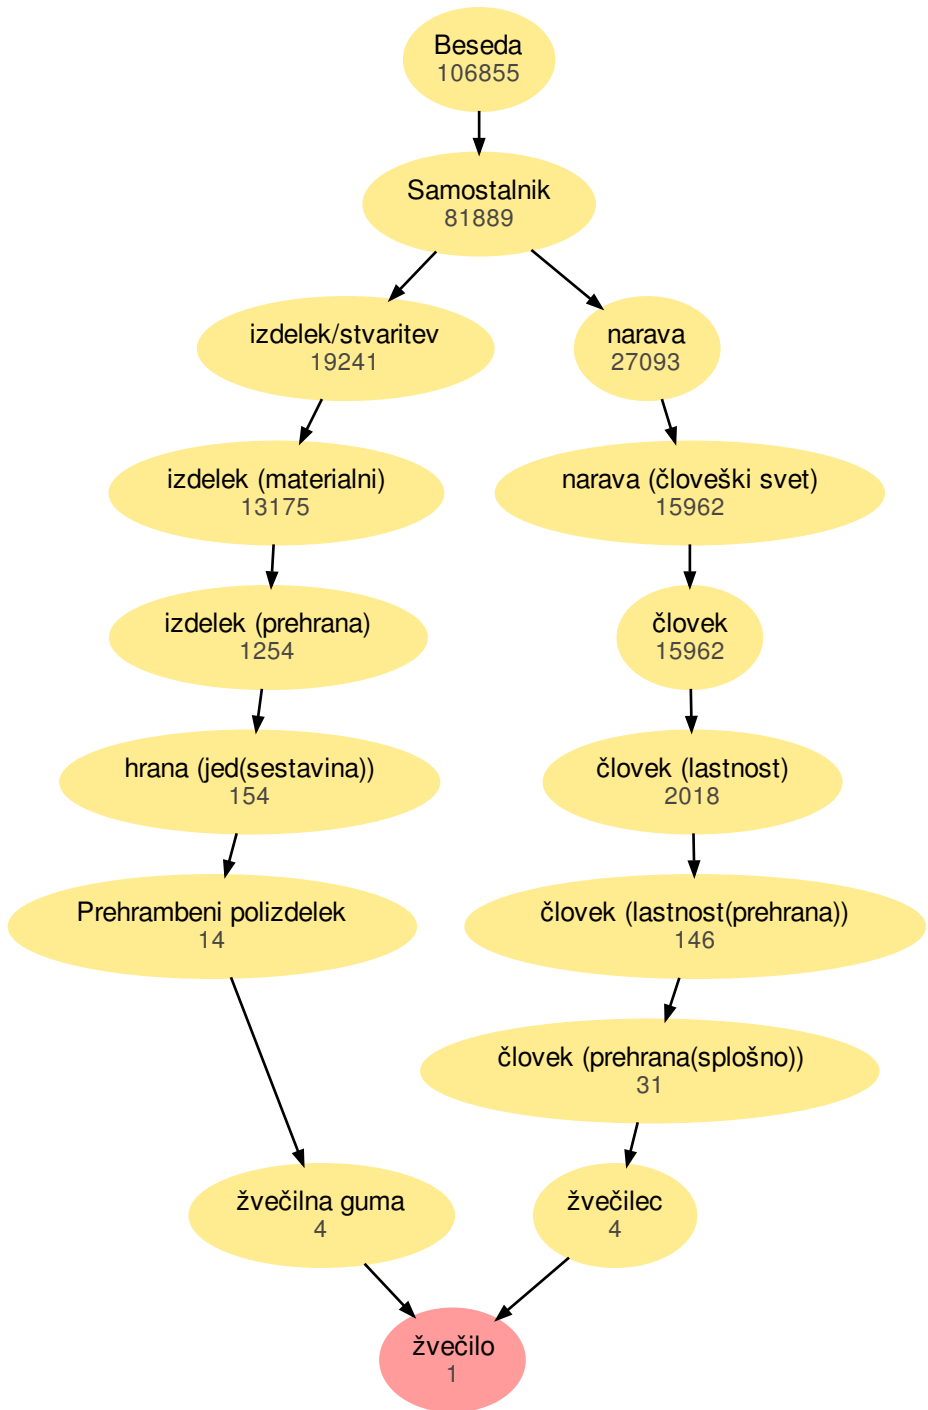 Beseda
106855
Samostalnik
81889
izdelek/stvaritev
19241
narava
27093
izdelek (materialni)
13175
narava (človeški svet)
15962
izdelek (prehrana)
1254
človek
15962
hrana (jed(sestavina))
154
človek (lastnost)
2018
Prehrambeni polizdelek
14
človek (lastnost(prehrana))
146
človek (prehrana(splošno))
31
žvečilna guma
4
žvečilec
4
žvečilo
1